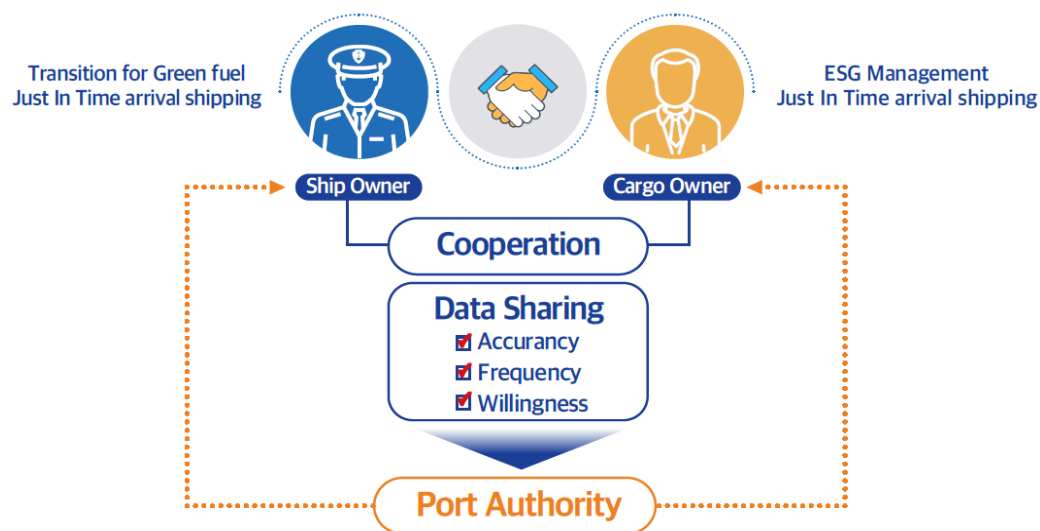 Transition for Green fuel
Just In Time arrival shipping
ESG Management
Just In Time arrival shipping
Ship Owner
Cargo Owner
Cooperation
Data Sharing
Accurancy
Frequency
Willingness
Port Authority